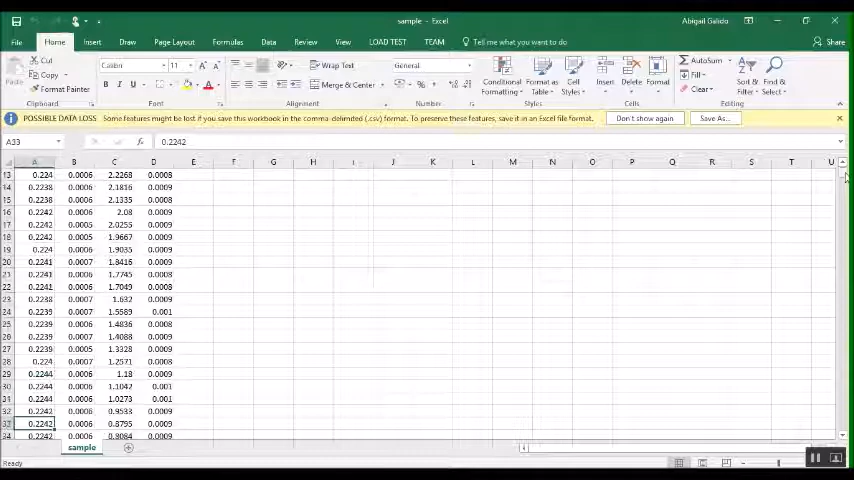 sample - Excel
Abigail Galido
File Home Insert Draw Page Layout Formulas Data Review View LOAD TEST TEAM Tell me what you want to do Share
Cut
Copy
Format Painter
Paste
Clipboard
Calibri 11
B I U
Font
Wrap Text
Merge & Center
Alignment
General
Number
Conditional Formatting
Format as Table
Cell Styles
Styles
Insert Delete Format
Cells
AutoSum
Fill
Clear
Sort & Filter
Find & Select
Editing
POSSIBLE DATA LOSS Some features might be lost if you save this workbook in the comma-delimited (.csv) format. To preserve these features, save it in an Excel file format. Don't show again Save As...
A33 fx 0.2242
A B C D E F G H I J K L M N O P Q R S T U
13 0.224 0.0006 2.2268 0.0008
14 0.2238 0.0006 2.1816 0.0009
15 0.2238 0.0005 2.1335 0.0008
16 0.2242 0.0006 2.08 0.0009
17 0.2242 0.0005 2.0255 0.0009
18 0.2242 0.0005 1.9667 0.0009
19 0.224 0.0006 1.9035 0.0009
20 0.2241 0.0007 1.8416 0.0009
21 0.2241 0.0006 1.7745 0.0008
22 0.2241 0.0006 1.7049 0.0008
23 0.2238 0.0007 1.632 0.0009
24 0.2239 0.0007 1.5589 0.001
25 0.2239 0.0006 1.4836 0.0008
26 0.2239 0.0007 1.4088 0.0009
27 0.2239 0.0005 1.3328 0.0009
28 0.224 0.0007 1.2571 0.0008
29 0.2244 0.0006 1.18 0.0009
30 0.2244 0.0006 1.1042 0.001
31 0.2244 0.0006 1.0273 0.001
32 0.2242 0.0006 0.9533 0.0009
33 0.2242 0.0006 0.8795 0.0009
34 0.2242 0.0006 0.8084 0.0009
sample
Ready